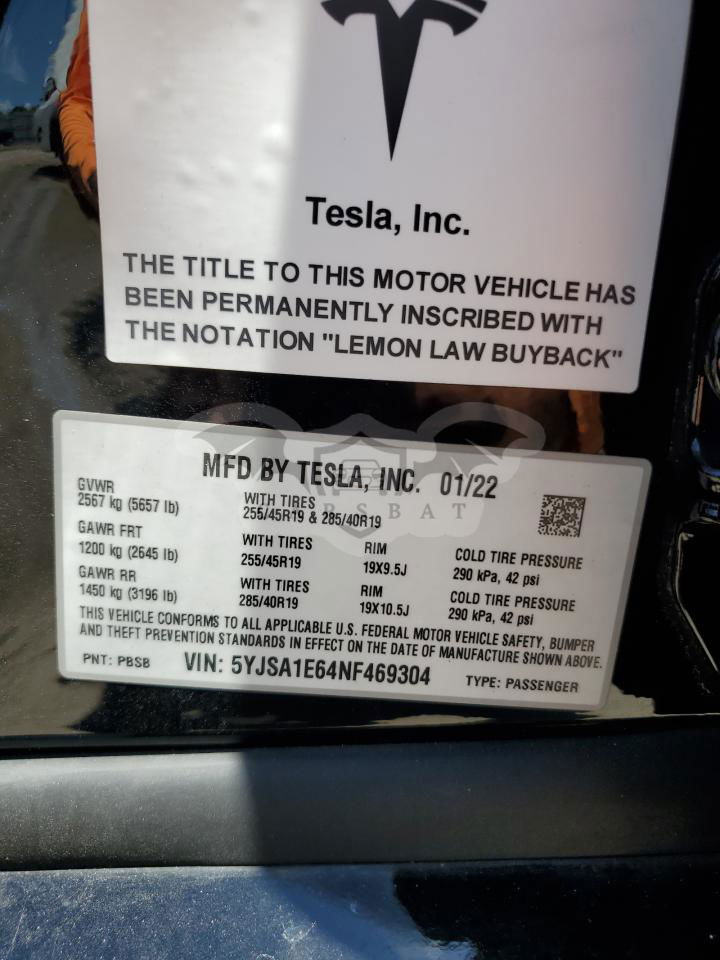 Tesla, Inc.
THE TITLE TO THIS MOTOR VEHICLE HAS
BEEN PERMANENTLY INSCRIBED WITH
THE NOTATION "LEMON LAW BUYBACK"
MFD BY TESLA, INC. 01/22
GVWR
2567 kg (5657 lb)
WITH TIRES
255/45R19 & 285/40R19
GAWR FRT
1200 kg (2645 lb)
WITH TIRES
255/45R19
RIM
19X9.5J
COLD TIRE PRESSURE
290 kPa, 42 psi
GAWR RR
1450 kg (3196 lb)
WITH TIRES
285/40R19
RIM
19X10.5J
COLD TIRE PRESSURE
290 kPa, 42 psi
THIS VEHICLE CONFORMS TO ALL APPLICABLE U.S. FEDERAL MOTOR VEHICLE SAFETY, BUMPER
AND THEFT PREVENTION STANDARDS IN EFFECT ON THE DATE OF MANUFACTURE SHOWN ABOVE.
PNT: PBSB VIN: 5YJSA1E64NF469304 TYPE: PASSENGER